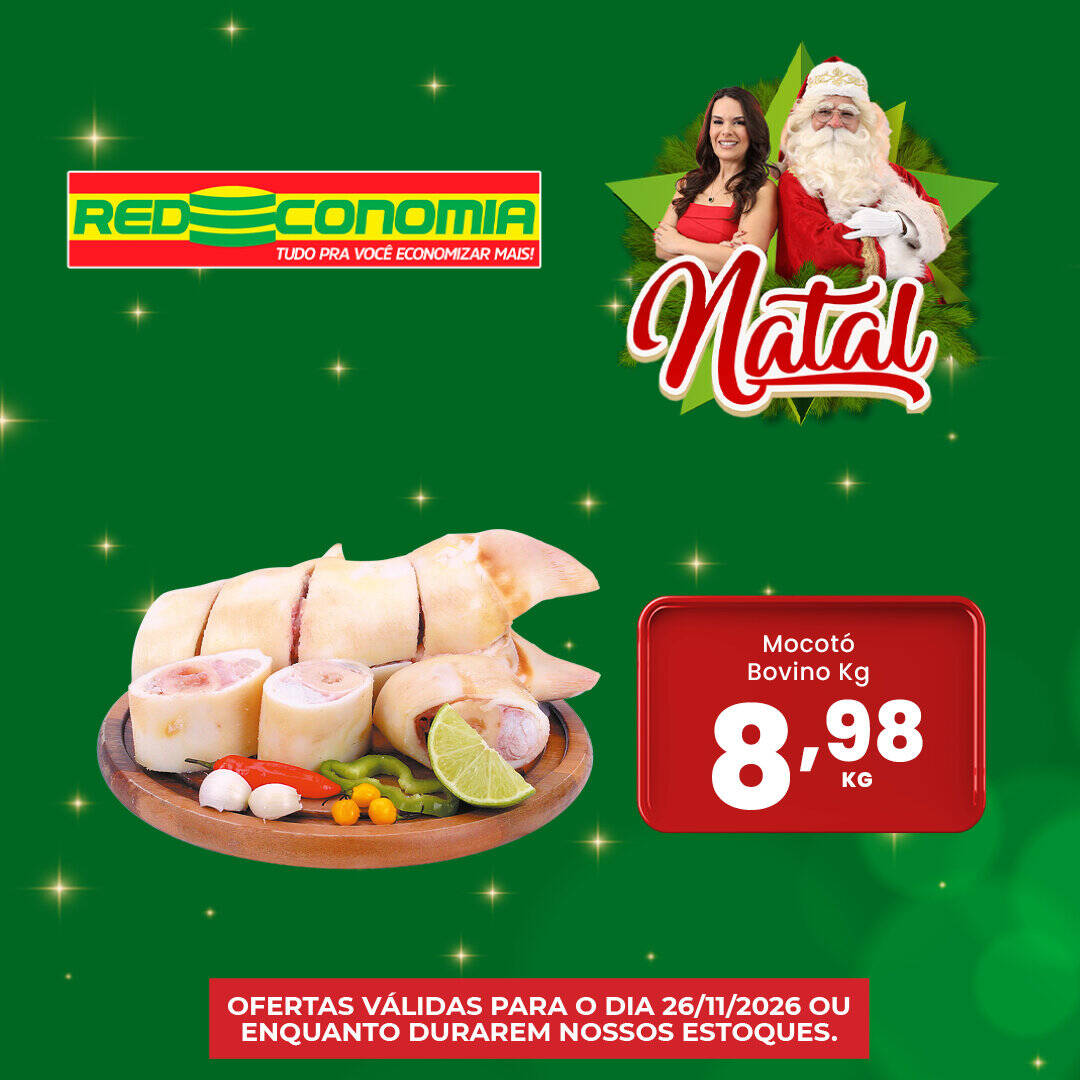 REDECONOMIA
TUDO PRA VOCÊ ECONOMIZAR MAIS!
Natal
Mocotó
Bovino Kg
8,98
KG
OFERTAS VÁLIDAS PARA O DIA 26/11/2026 OU
ENQUANTO DURAREM NOSSOS ESTOQUES.